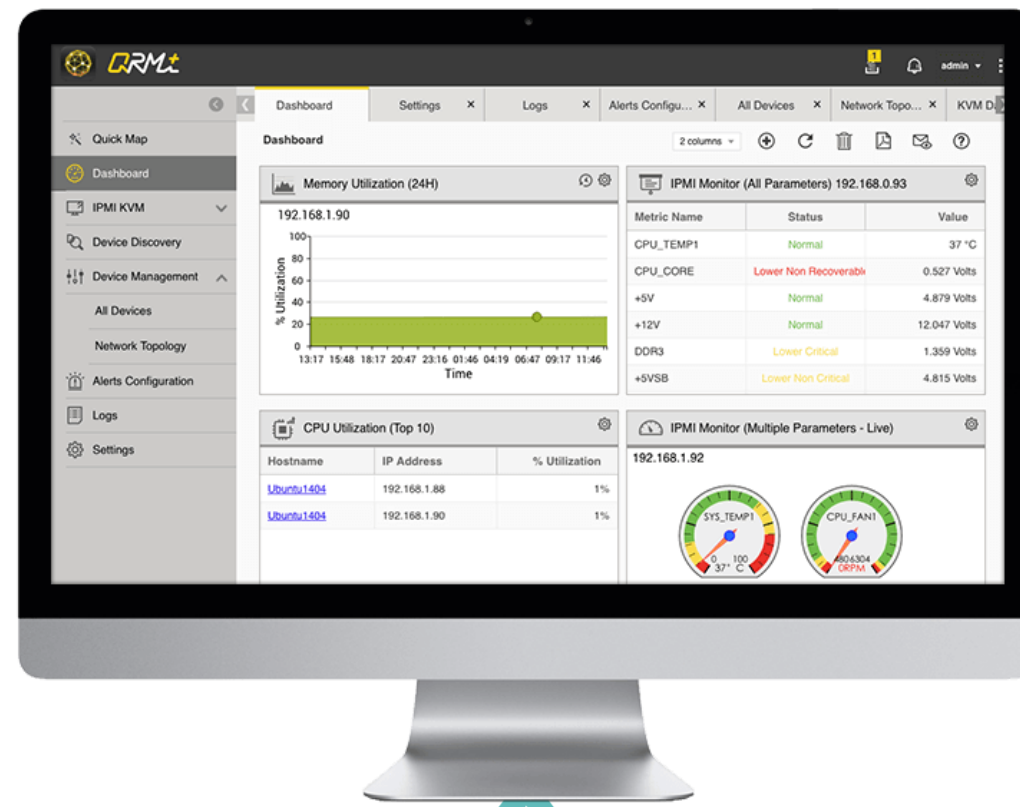 QRM+
1
admin
Dashboard
Settings ×
Logs ×
Alerts Configu... ×
All Devices ×
Network Topo... ×
KVM D
Quick Map
Dashboard
IPMI KVM
Device Discovery
Device Management
All Devices
Network Topology
Alerts Configuration
Logs
Settings
Dashboard
2 columns
Memory Utilization (24H)
192.168.1.90
% Utilization
100
80
60
40
20
0
13:17 15:48 18:17 20:47 23:16 01:46 04:19 06:47 09:17 11:46
Time
IPMI Monitor (All Parameters) 192.168.0.93
Metric Name Status Value
CPU_TEMP1 Normal 37 °C
CPU_CORE Lower Non Recoverable 0.527 Volts
+5V Normal 4.879 Volts
+12V Normal 12.047 Volts
DDR3 Lower Critical 1.359 Volts
+5VSB Lower Non Critical 4.815 Volts
CPU Utilization (Top 10)
Hostname IP Address % Utilization
Ubuntu1404 192.168.1.88 1%
Ubuntu1404 192.168.1.90 1%
IPMI Monitor (Multiple Parameters - Live)
192.168.1.92
SYS_TEMP1
0 100
37° C
CPU_FAN1
0RPM